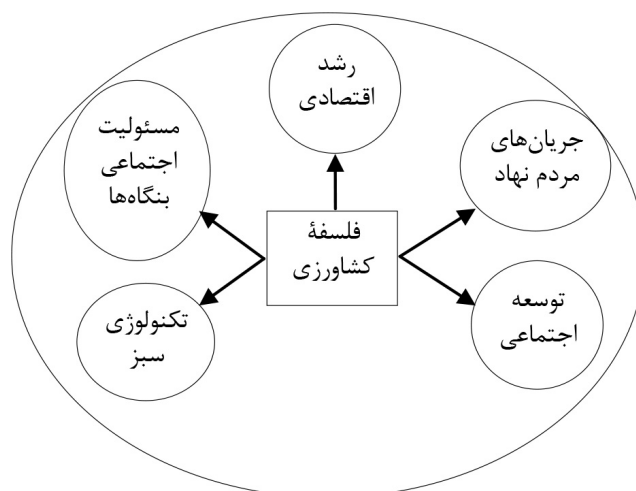 رشد
اقتصادی
جریان‌های
مردم نهاد
مسئولیت
اجتماعی
بنگاه‌ها
فلسفهٔ
کشاورزی
توسعه
اجتماعی
تکنولوژی
سبز